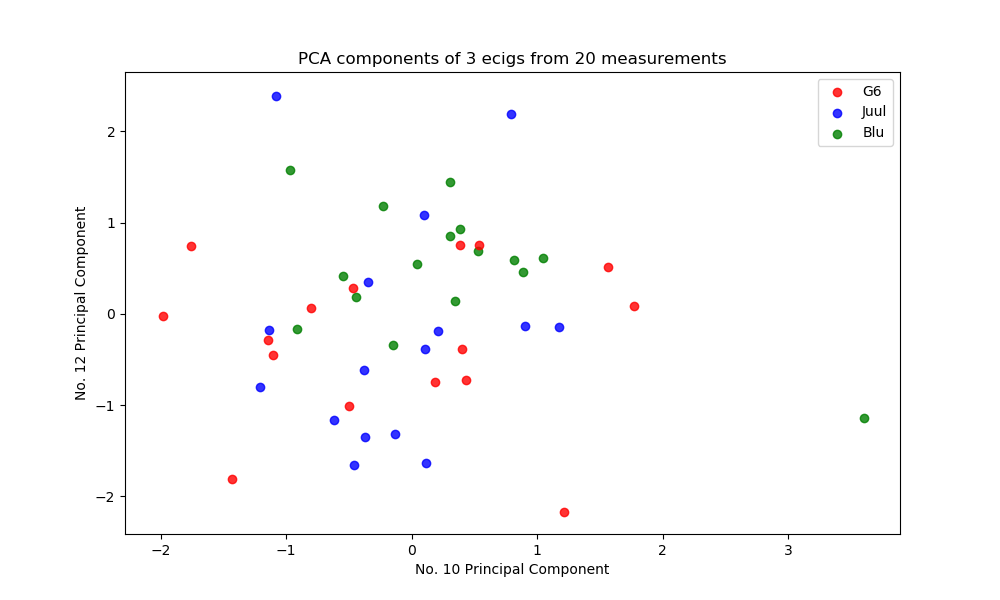 PCA components of 3 ecigs from 20 measurements
G6
Juul
Blu
2
1
0
−1
−2
No. 12 Principal Component
−2 −1 0 1 2 3
No. 10 Principal Component